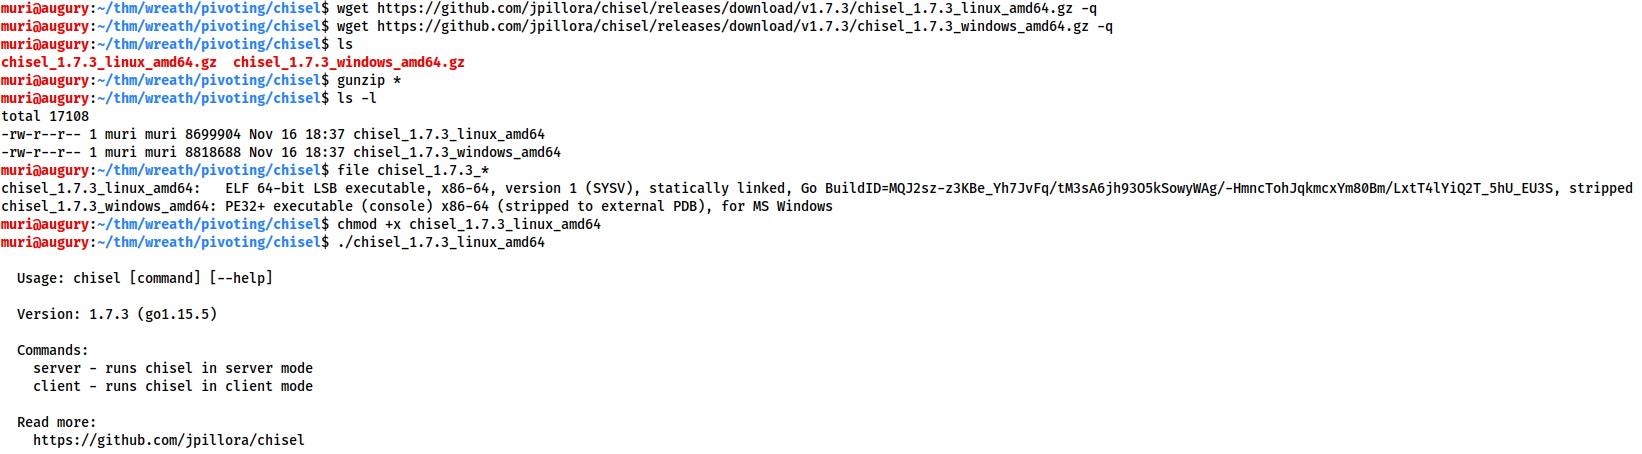 muri@augury:~/thm/wreath/pivoting/chisel$ wget https://github.com/jpillora/chisel/releases/download/v1.7.3/chisel_1.7.3_linux_amd64.gz -q
muri@augury:~/thm/wreath/pivoting/chisel$ wget https://github.com/jpillora/chisel/releases/download/v1.7.3/chisel_1.7.3_windows_amd64.gz -q
muri@augury:~/thm/wreath/pivoting/chisel$ ls
chisel_1.7.3_linux_amd64.gz  chisel_1.7.3_windows_amd64.gz
muri@augury:~/thm/wreath/pivoting/chisel$ gunzip *
muri@augury:~/thm/wreath/pivoting/chisel$ ls -l
total 17108
-rw-r--r-- 1 muri muri 8699904 Nov 16 18:37 chisel_1.7.3_linux_amd64
-rw-r--r-- 1 muri muri 8818688 Nov 16 18:37 chisel_1.7.3_windows_amd64
muri@augury:~/thm/wreath/pivoting/chisel$ file chisel_1.7.3_*
chisel_1.7.3_linux_amd64:   ELF 64-bit LSB executable, x86-64, version 1 (SYSV), statically linked, Go BuildID=MQJ2sz-z3KBe_Yh7JvFq/tM3sA6jh93O5kSowyWAg/-HmncTohJqkmcxYm80Bm/LxtT4lYiQ2T_5hU_EU3S, stripped
chisel_1.7.3_windows_amd64: PE32+ executable (console) x86-64 (stripped to external PDB), for MS Windows
muri@augury:~/thm/wreath/pivoting/chisel$ chmod +x chisel_1.7.3_linux_amd64
muri@augury:~/thm/wreath/pivoting/chisel$ ./chisel_1.7.3_linux_amd64
Usage: chisel [command] [--help]
Version: 1.7.3 (go1.15.5)
Commands:
server - runs chisel in server mode
client - runs chisel in client mode
Read more:
https://github.com/jpillora/chisel